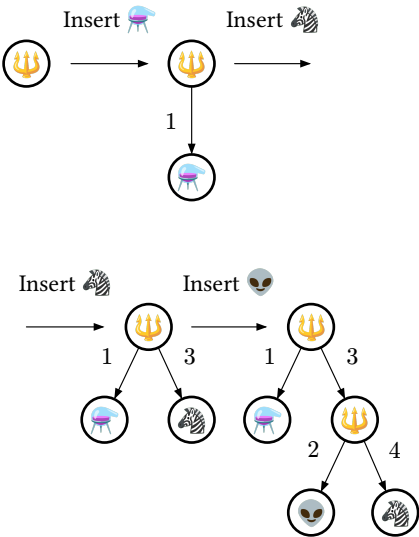 Insert ⚗️ Insert 🦓
🔱 🔱
1
⚗️
Insert 🦓 Insert 👽
🔱 🔱
1 3 1 3
⚗️ 🦓 ⚗️ 🔱
2 4
👽 🦓